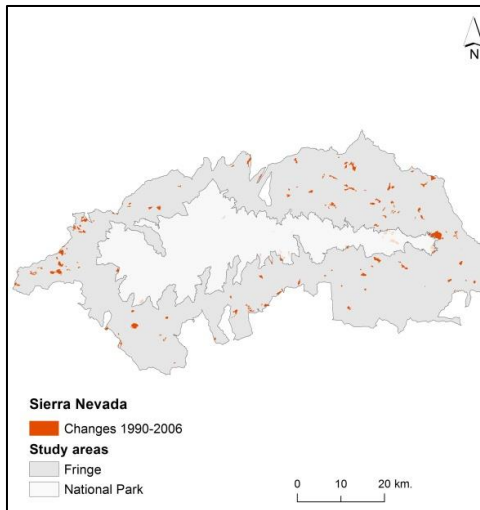 N
Sierra Nevada
Changes 1990-2006
Study areas
Fringe
National Park
0 10 20 km.